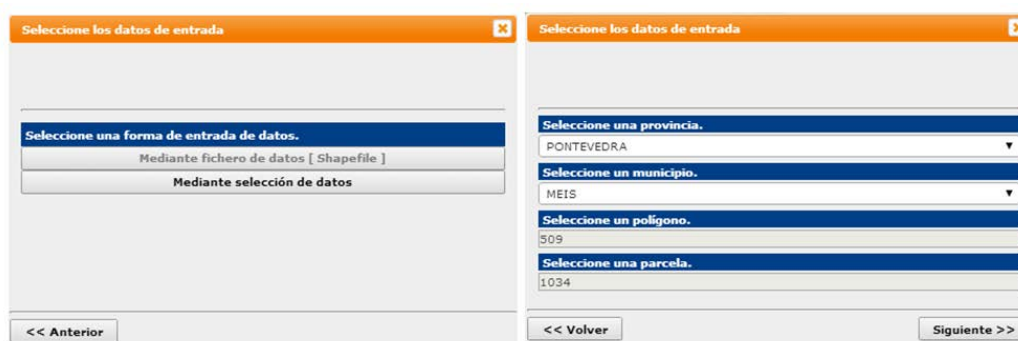 Seleccione los datos de entrada
Seleccione una forma de entrada de datos.
Mediante fichero de datos [ Shapefile ]
Mediante selección de datos
<< Anterior
Seleccione los datos de entrada
Seleccione una provincia.
PONTEVEDRA
Seleccione un municipio.
MEIS
Seleccione un polígono.
509
Seleccione una parcela.
1034
<< Volver
Siguiente >>